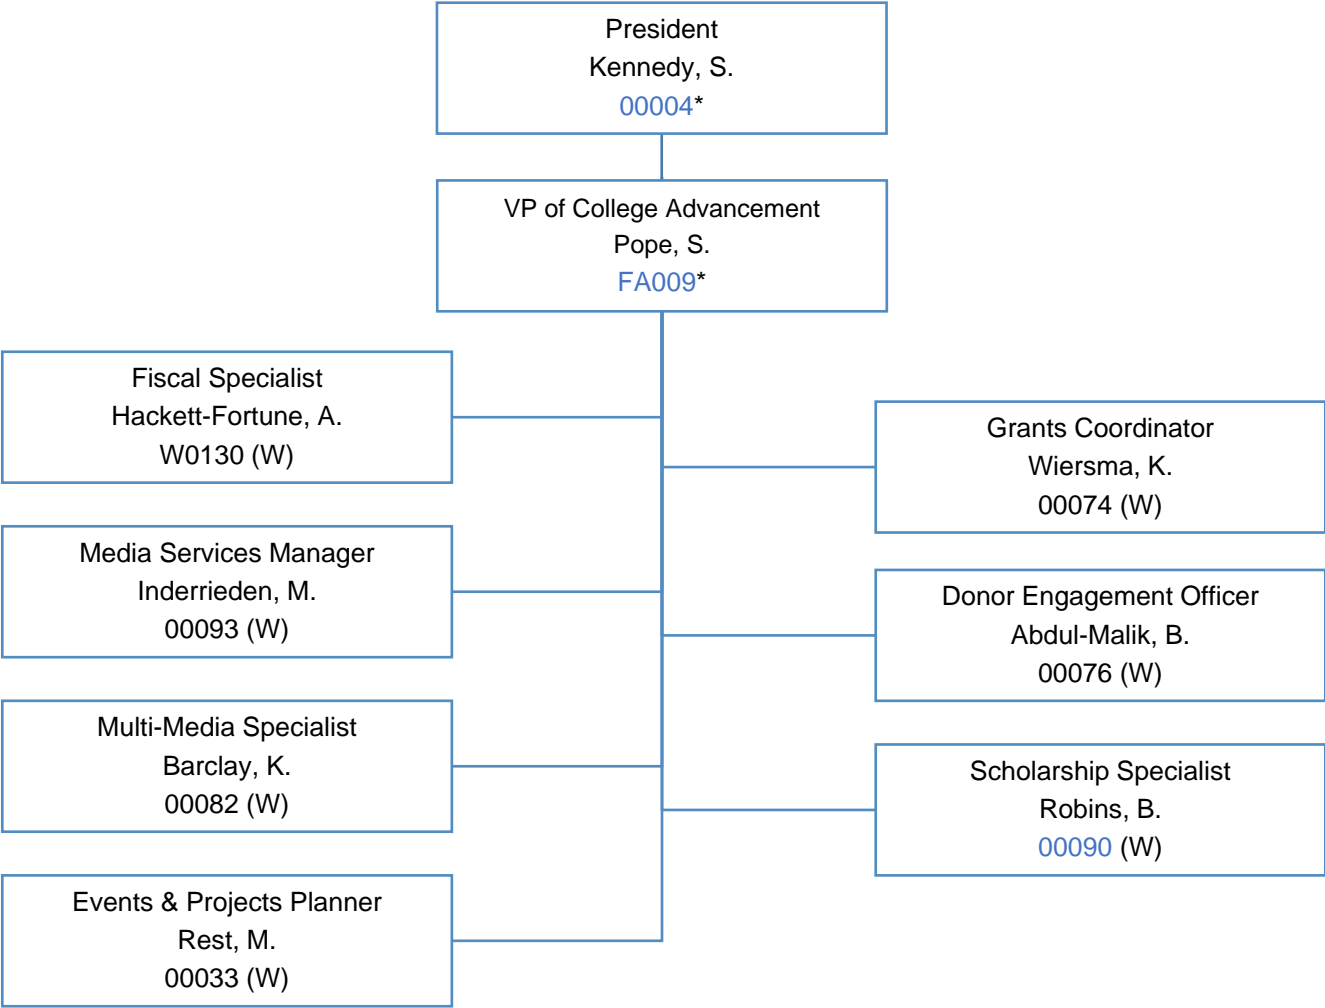 President
Kennedy, S.
00004*
VP of College Advancement
Pope, S.
FA009*
Fiscal Specialist
Hackett-Fortune, A.
W0130 (W)
Grants Coordinator
Wiersma, K.
00074 (W)
Media Services Manager
Inderrieden, M.
00093 (W)
Donor Engagement Officer
Abdul-Malik, B.
00076 (W)
Multi-Media Specialist
Barclay, K.
00082 (W)
Scholarship Specialist
Robins, B.
00090 (W)
Events & Projects Planner
Rest, M.
00033 (W)